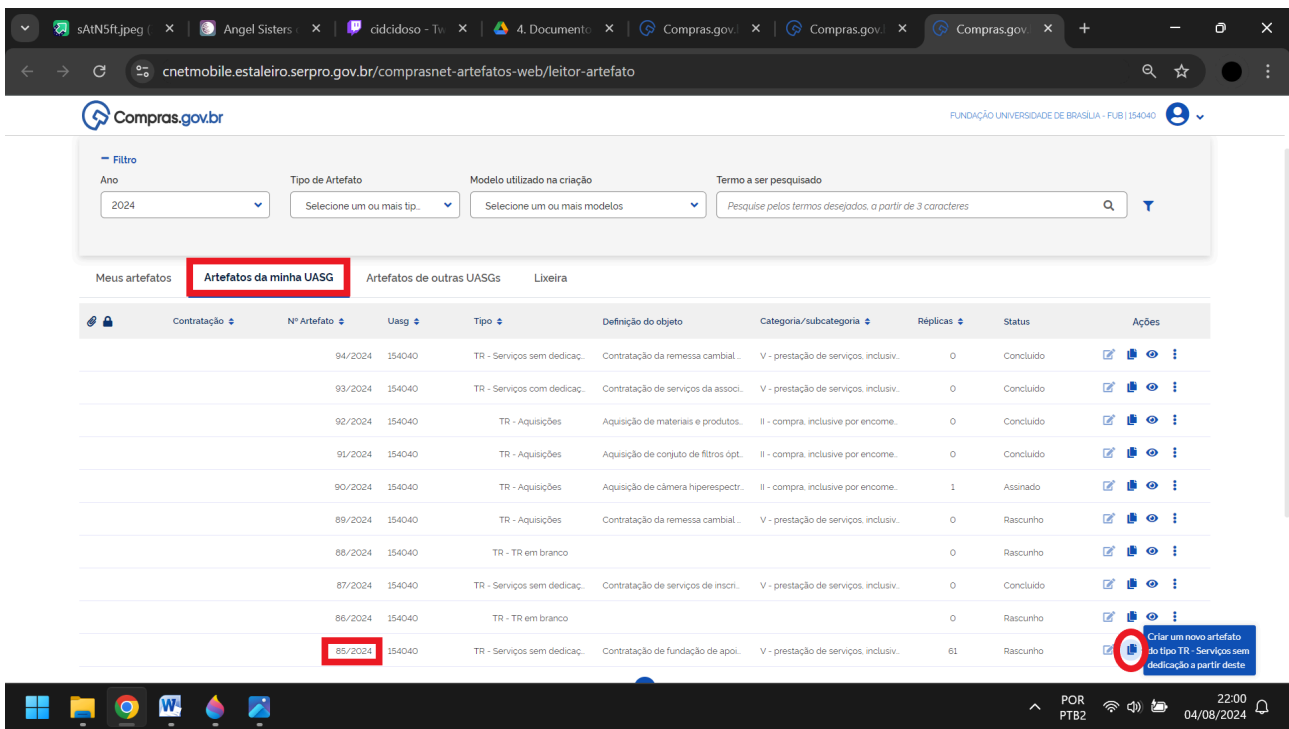 sAtN5ft.jpeg (
Angel Sisters
cidcidoso - Tw
4. Documento
Compras.gov.
Compras.gov.
Compras.gov.
cnetmobile.estaleiro.serpro.gov.br/comprasnet-artefatos-web/leitor-artefato
Compras.gov.br
FUNDAÇÃO UNIVERSIDADE DE BRASÍLIA - FUB | 154040
Filtro
Ano Tipo de Artefato Modelo utilizado na criação Termo a ser pesquisado
2024 Selecione um ou mais tip... Selecione um ou mais modelos Pesquise pelos termos desejados, a partir de 3 caracteres
Meus artefatos Artefatos da minha UASG Artefatos de outras UASGs Lixeira
Contratação Nº Artefato Uasg Tipo Definição do objeto Categoria/subcategoria Réplicas Status Ações
94/2024 154040 TR - Serviços sem dedicaç... Contratação da remessa cambial ... V - prestação de serviços, inclusiv... 0 Concluido
93/2024 154040 TR - Serviços com dedicaç... Contratação de serviços da associ... V - prestação de serviços, inclusiv... 0 Concluido
92/2024 154040 TR - Aquisições Aquisição de materiais e produtos... II - compra, inclusive por encome... 0 Concluido
91/2024 154040 TR - Aquisições Aquisição de conjuto de filtros ópt... II - compra, inclusive por encome... 0 Concluido
90/2024 154040 TR - Aquisições Aquisição de câmera hiperespectr... II - compra, inclusive por encome... 1 Assinado
89/2024 154040 TR - Aquisições Contratação da remessa cambial ... V - prestação de serviços, inclusiv... 0 Rascunho
88/2024 154040 TR - TR em branco 0 Rascunho
87/2024 154040 TR - Serviços sem dedicaç... Contratação de serviços de inscri... V - prestação de serviços, inclusiv... 0 Concluido
86/2024 154040 TR - TR em branco 0 Rascunho
85/2024 154040 TR - Serviços sem dedicaç... Contratação de fundação de apoi... V - prestação de serviços, inclusiv... 61 Rascunho
Criar um novo artefato
do tipo TR - Serviços sem
dedicação a partir deste
POR
PTB2
22:00
04/08/2024